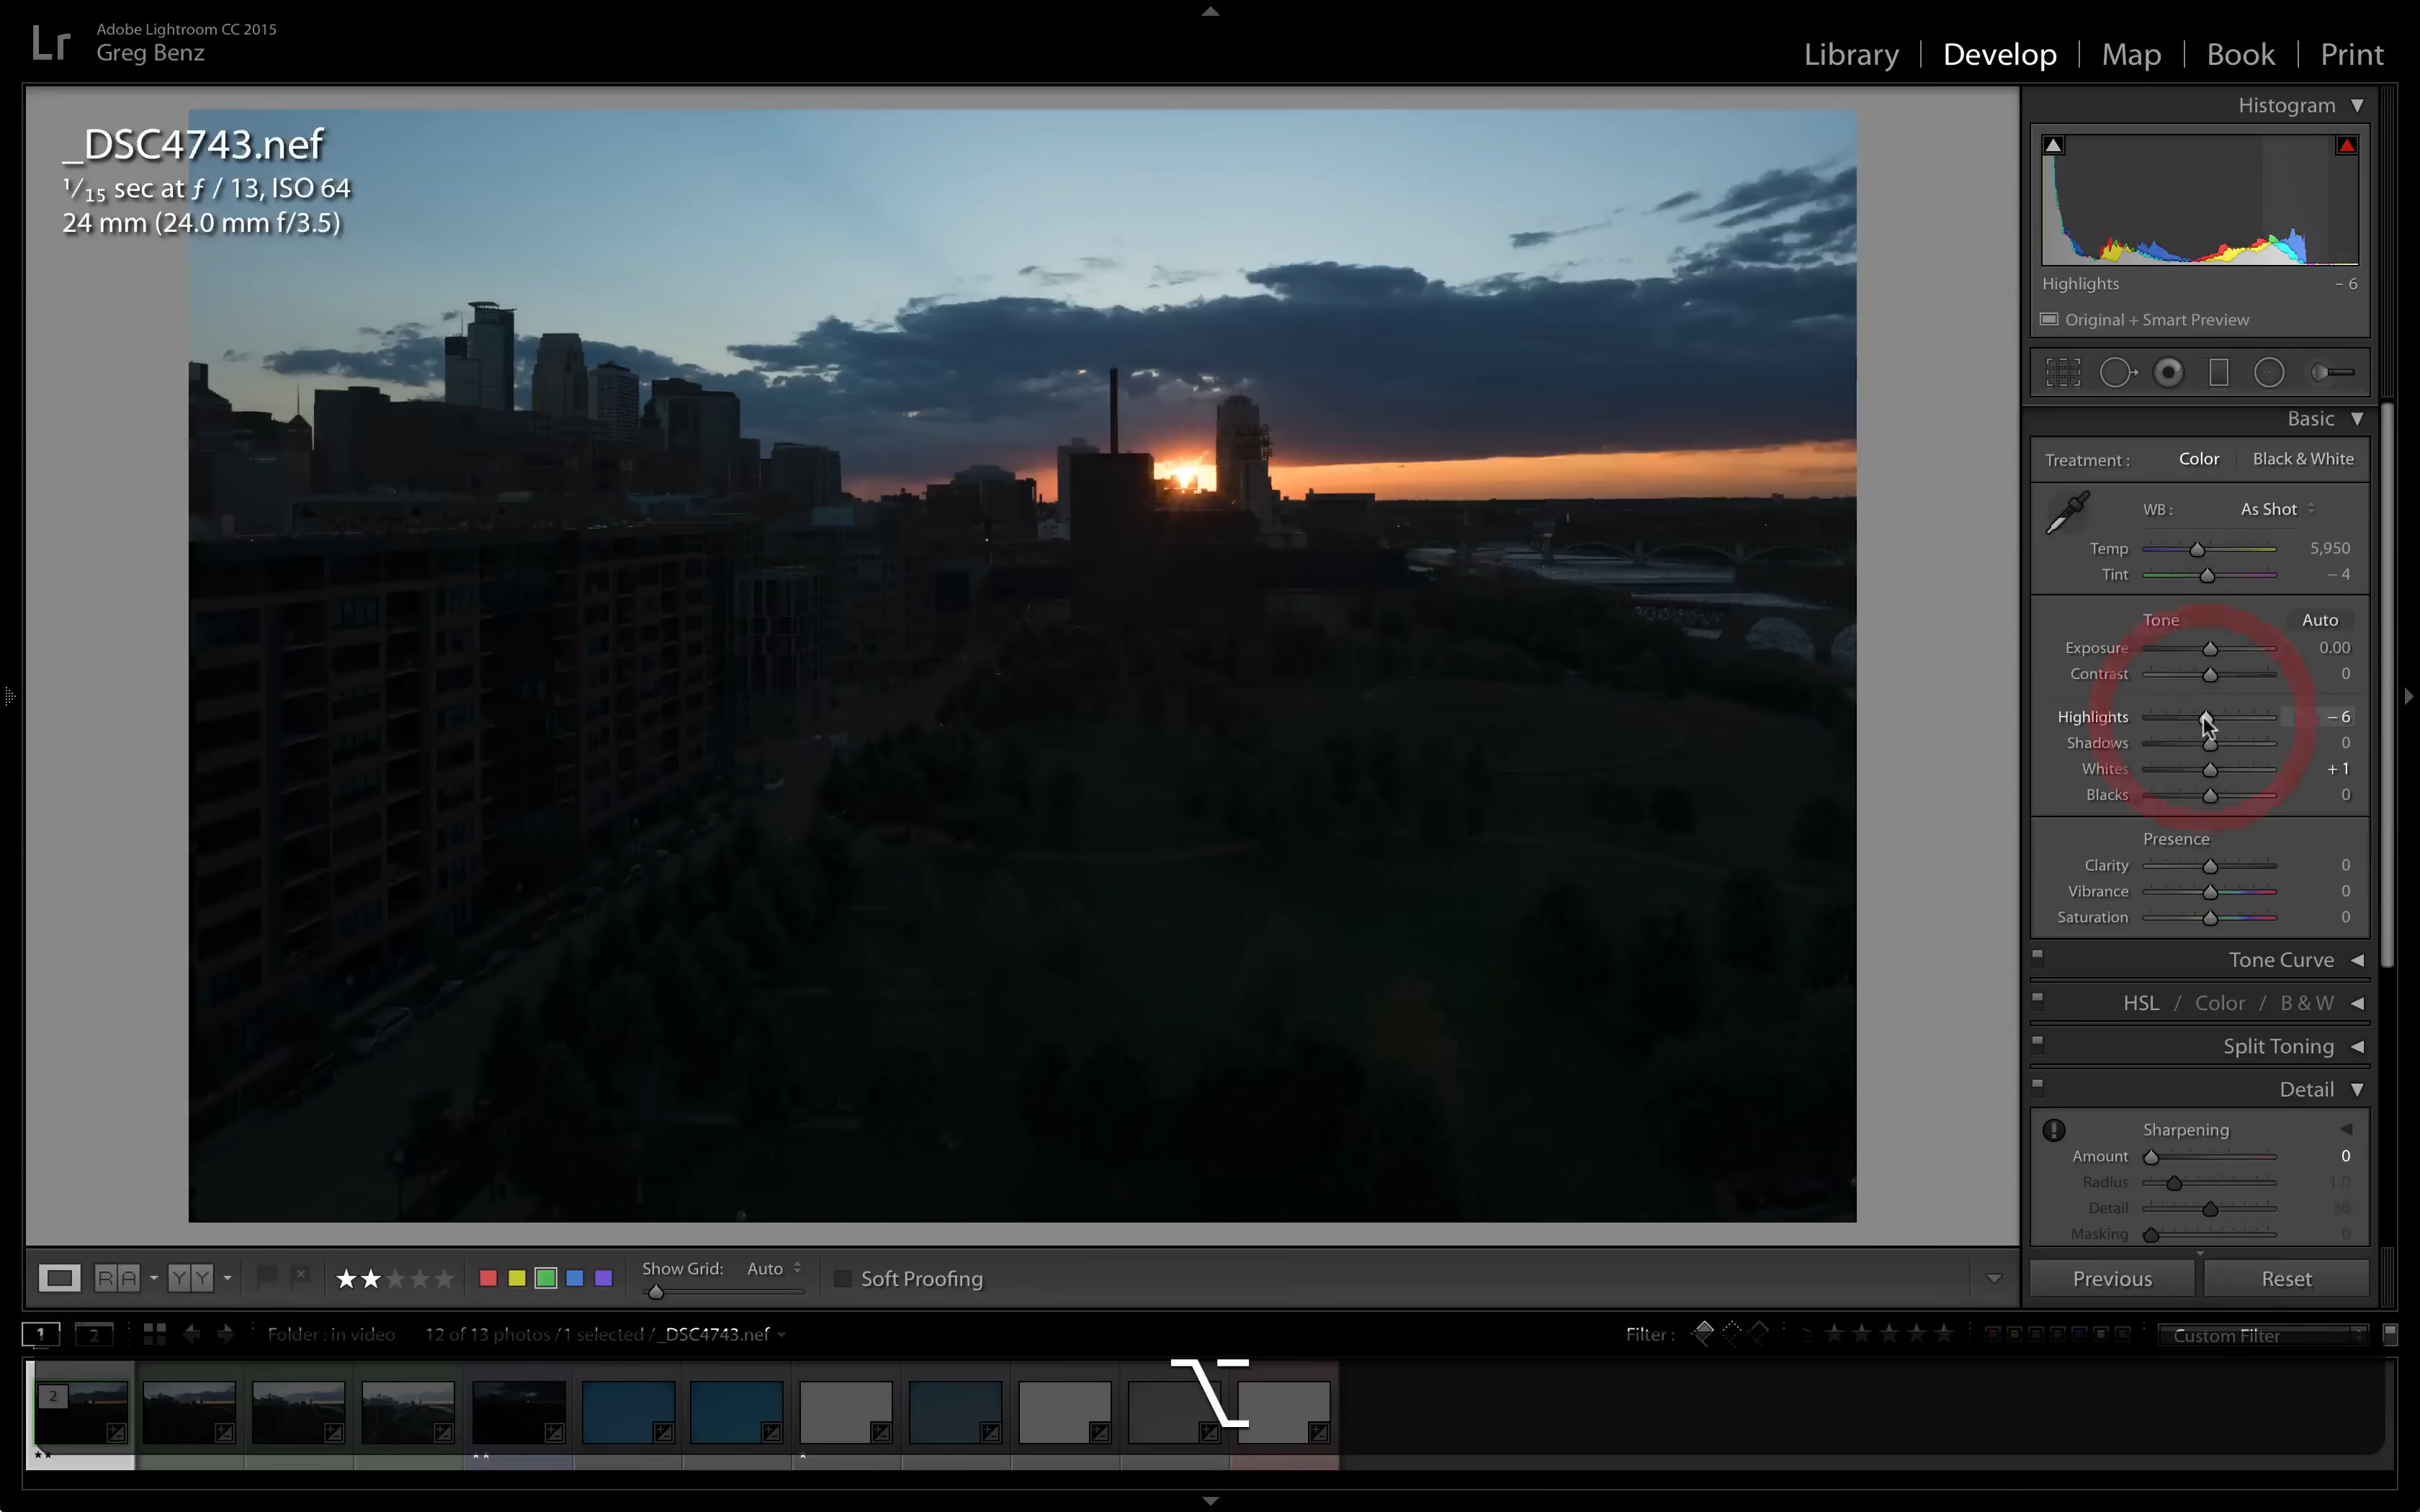 Lr
Adobe Lightroom CC 2015
Greg Benz
Library | Develop | Map | Book | Print
_DSC4743.nef
1/15 sec at ƒ / 13, ISO 64
24 mm (24.0 mm f/3.5)
Histogram
Highlights - 6
Original + Smart Preview
Basic
Treatment : Color Black & White
WB : As Shot
Temp 5,950
Tint - 4
Tone Auto
Exposure 0.00
Contrast 0
Highlights - 6
Shadows 0
Whites + 1
Blacks 0
Presence
Clarity 0
Vibrance 0
Saturation 0
Tone Curve
HSL / Color / B & W
Split Toning
Detail
Sharpening
Amount 0
Radius 1.0
Detail
Masking 0
Previous Reset
R A Y Y Show Grid: Auto Soft Proofing
1 2 Folder : in video 12 of 13 photos / 1 selected / _DSC4743.nef Filter : Custom Filter
2